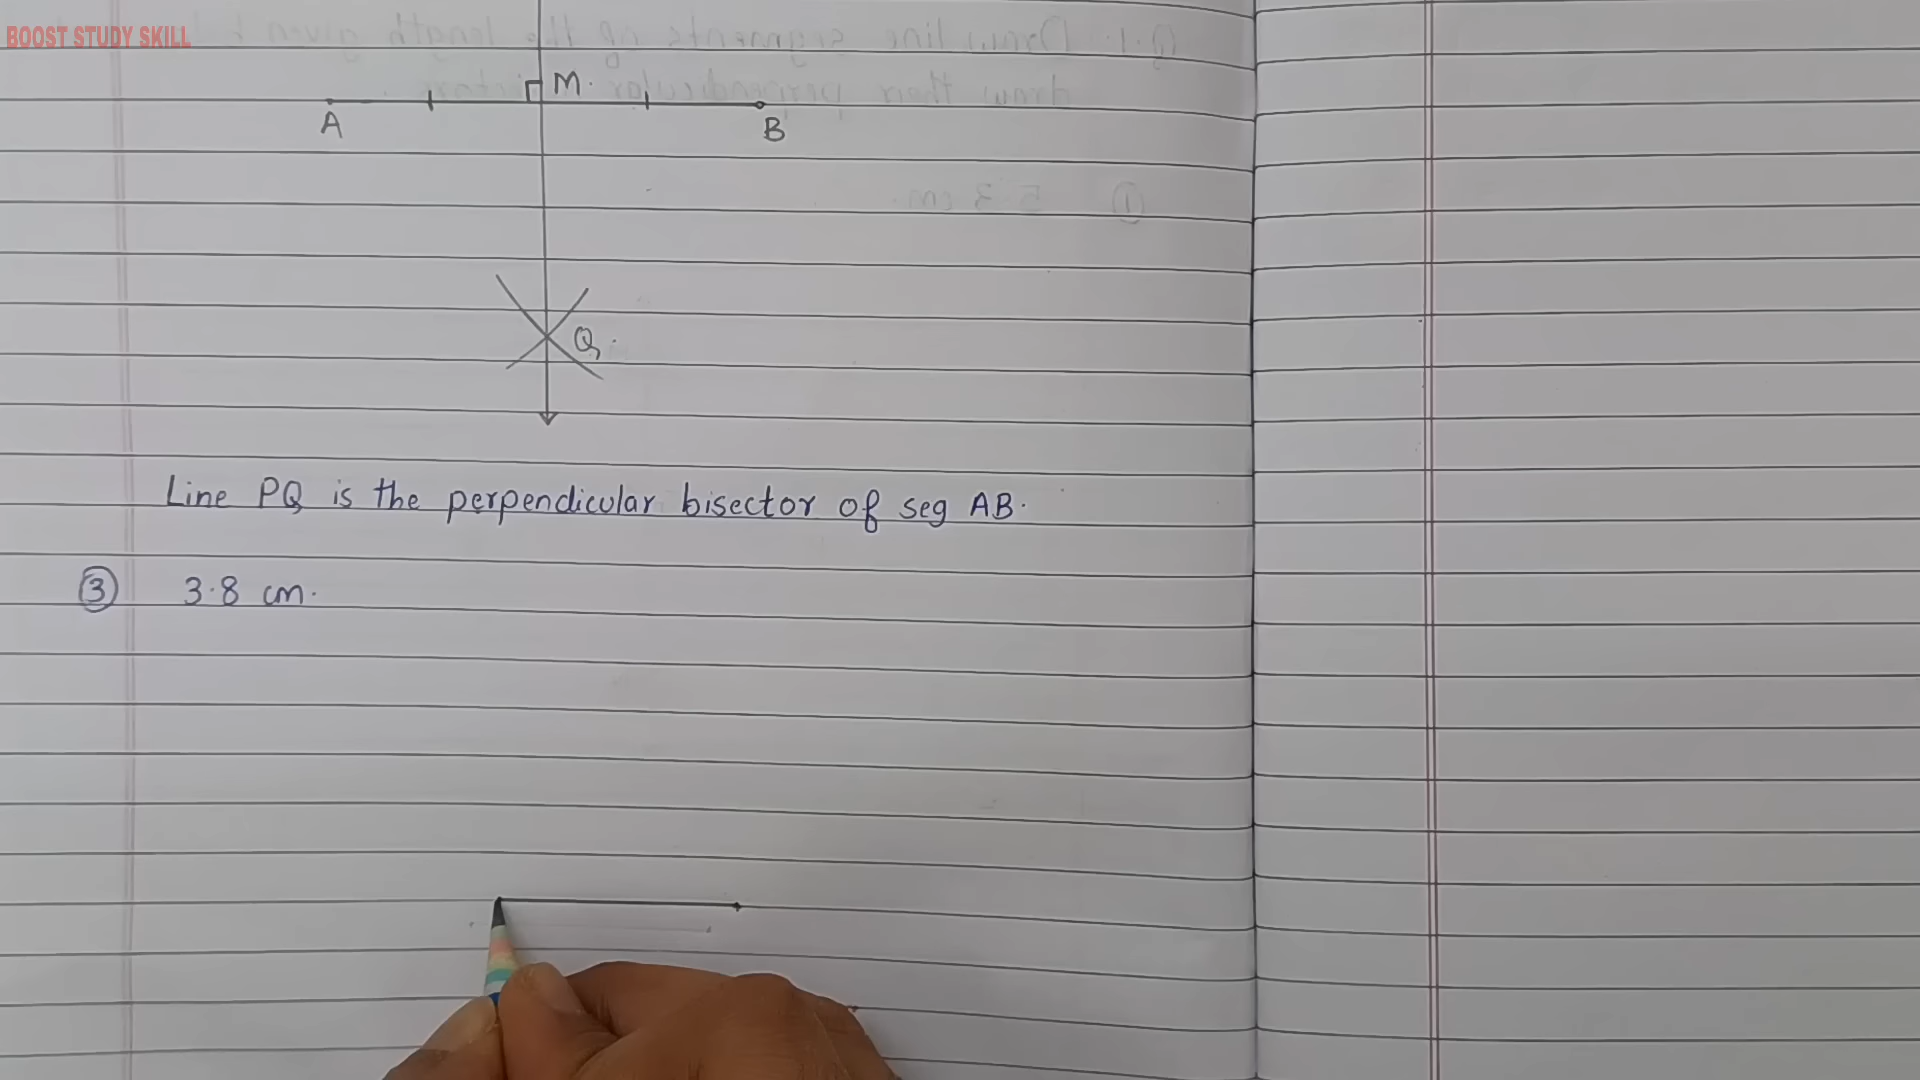 BOOST STUDY SKILL
M.
A
B
Q.
Line PQ is the perpendicular bisector of seg AB.
③ 3.8 cm.